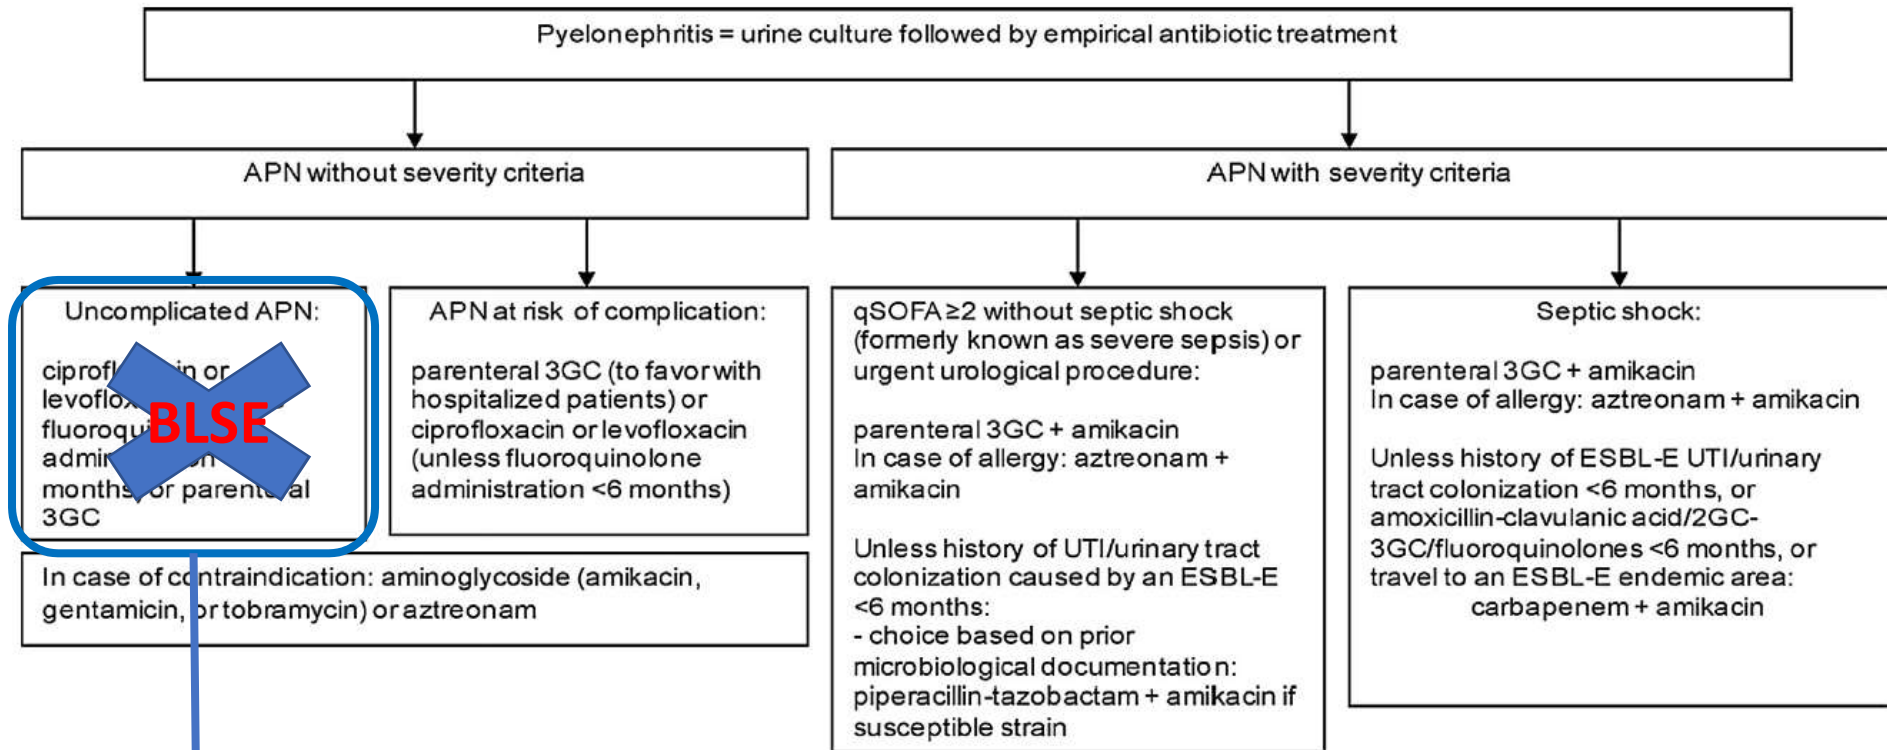 Pyelonephritis = urine culture followed by empirical antibiotic treatment
APN without severity criteria
APN with severity criteria
Uncomplicated APN:
or
levoflox
fluoroqui
admin on
months or parenteral
3GC
BLSE
APN at risk of complication:
parenteral 3GC (to favor with
hospitalized patients) or
ciprofloxacin or levofloxacin
(unless fluoroquinolone
administration <6 months)
In case of contraindication: aminoglycoside (amikacin,
gentamicin, or tobramycin) or aztreonam
qSOFA ≥2 without septic shock
(formerly known as severe sepsis) or
urgent urological procedure:
parenteral 3GC + amikacin
In case of allergy: aztreonam +
amikacin
Unless history of UTI/urinary tract
colonization caused by an ESBL-E
<6 months:
- choice based on prior
microbiological documentation:
piperacillin-tazobactam + amikacin if
susceptible strain
Septic shock:
parenteral 3GC + amikacin
In case of allergy: aztreonam + amikacin
Unless history of ESBL-E UTI/urinary
tract colonization <6 months, or
amoxicillin-clavulanic acid/2GC-
3GC/fluoroquinolones <6 months, or
travel to an ESBL-E endemic area:
carbapenem + amikacin